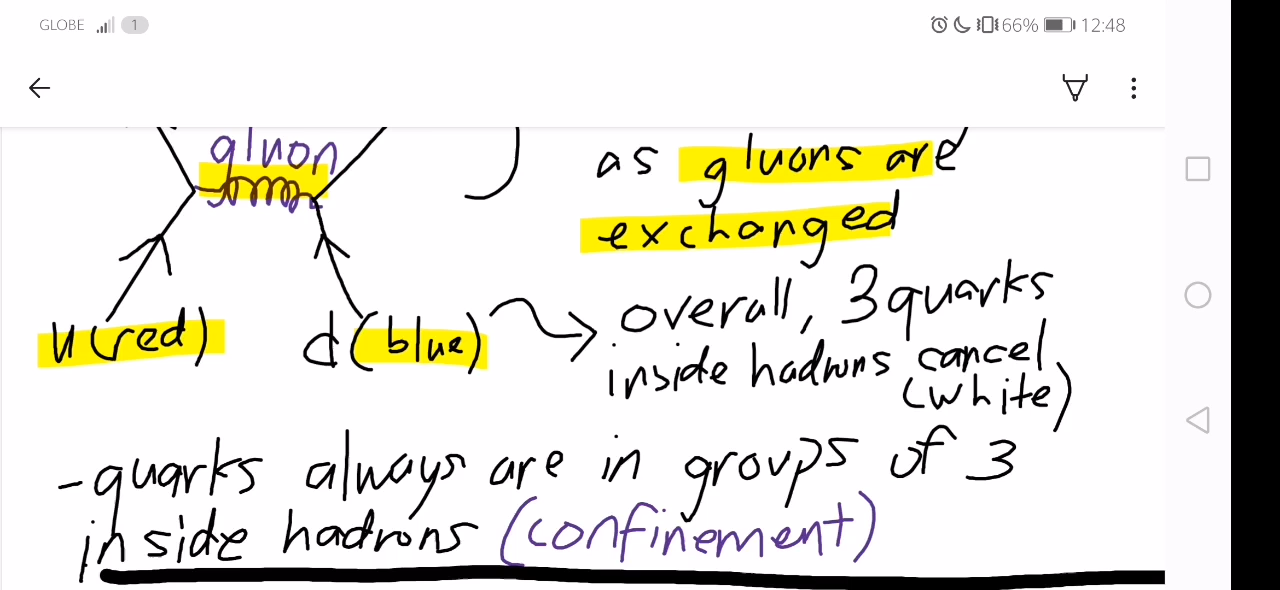 GLOBE 1 66% 12:48
gluon
as gluons are
exchanged
u(red) d(blue)
overall, 3 quarks
inside hadrons cancel
(white)
-quarks always are in groups of 3
inside hadrons (confinement)